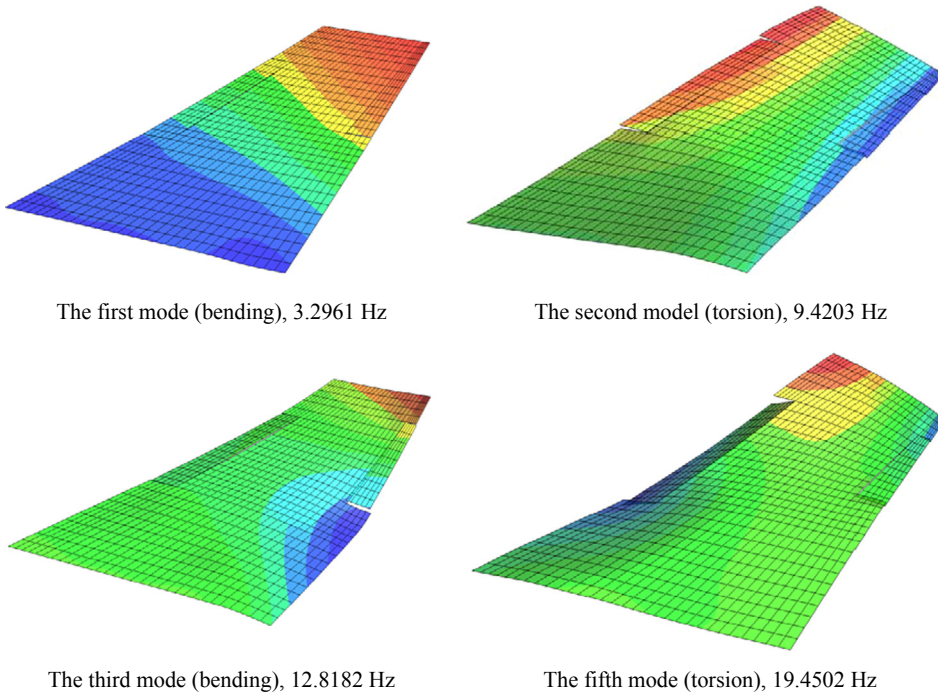 The first mode (bending), 3.2961 Hz
The second model (torsion), 9.4203 Hz
The third mode (bending), 12.8182 Hz
The fifth mode (torsion), 19.4502 Hz